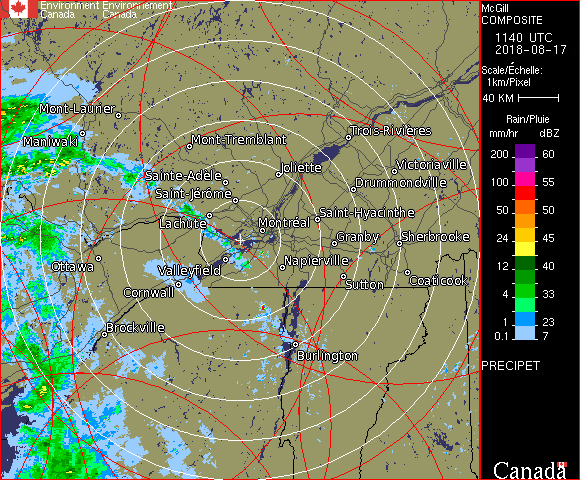 Environment Environnement
Canada Canada
McGill
COMPOSITE
1140 UTC
2018-08-17
Scale/Échelle:
1km/Pixel
40 KM
Rain/Pluie
mm/hr dBZ
200 60
100 55
50 50
24 45
12 40
4 33
1 23
0.1 7
PRECIPET
Canada
Mont-Laurier
Maniwaki
Mont-Tremblant
Trois-Rivières
Sainte-Adèle
Joliette
Victoriaville
Saint-Jérôme
Drummondville
Lachute
Montréal
Saint-Hyacinthe
Granby
Sherbrooke
Ottawa
Valleyfield
Napierville
Cornwall
Sutton
Coaticook
Brockville
Burlington